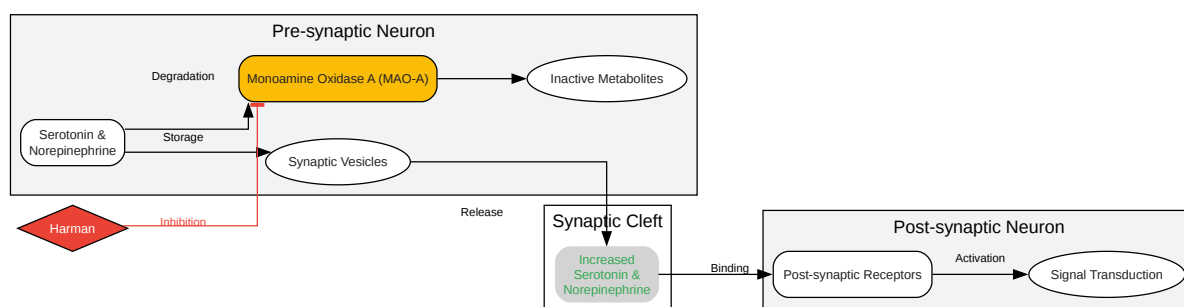 Pre-synaptic Neuron
Degradation
Monoamine Oxidase A (MAO-A)
Inactive Metabolites
Serotonin &
Norepinephrine
Storage
Synaptic Vesicles
Harman
Inhibition
Release
Synaptic Cleft
Increased
Serotonin &
Norepinephrine
Binding
Post-synaptic Neuron
Post-synaptic Receptors
Activation
Signal Transduction